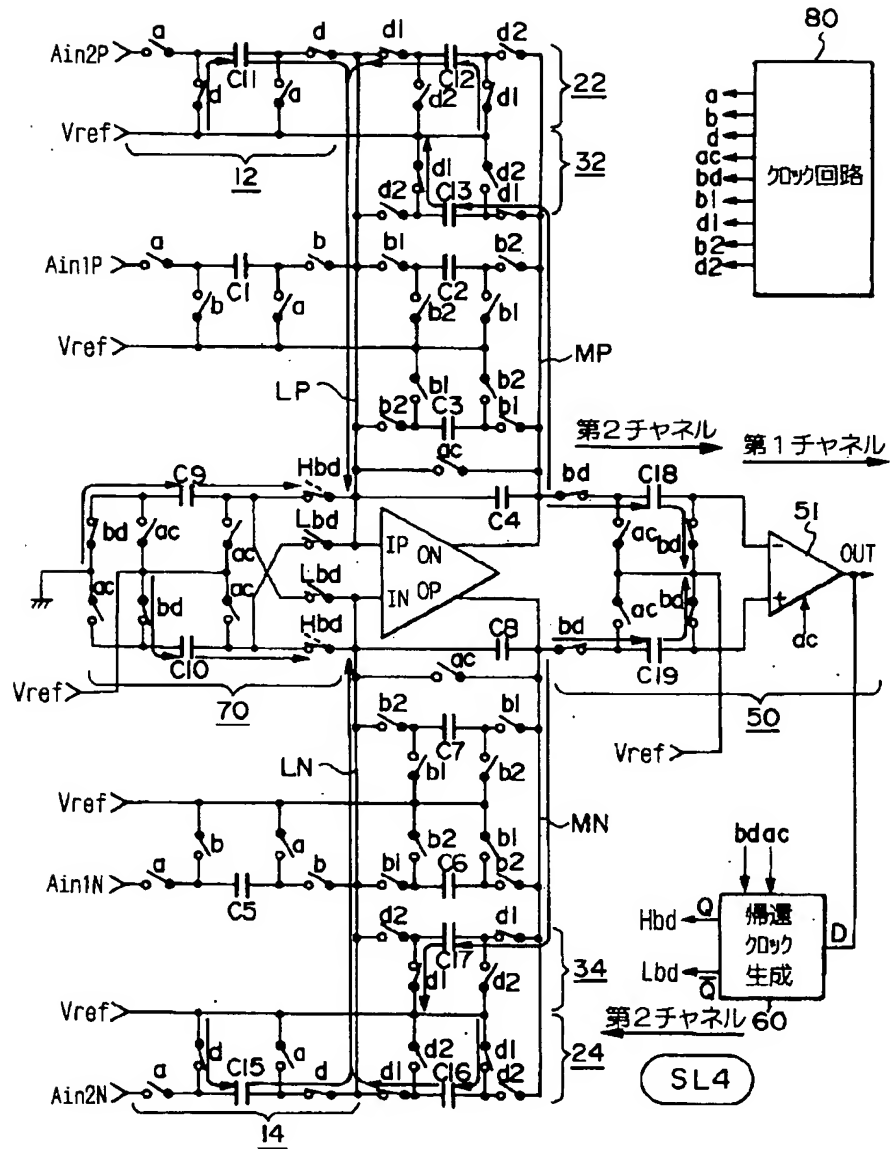 Ain2P a d d1 d2
C11 C12
d a d2 d1
22
Vref
12
d1 d2
32
d2 C13 d1
Ain1P a b b1 b2
C1 C2
b a b2 b1
Vref
MP
b1 b2
LP
b2 C3 b1
ac
第2チャネル
第1チャネル
C9 Hbd C4 bd C18
bd ac ac Lbd IP ON ac bd 51 OUT
ac bd ac Lbd IN OP ac bd - +
C10 Hbd C8 bd C19 ac
Vref
70
ac
50
Vref
b2 C7 b1
LN
b1 b2
Vref
MN
b a b2 b1
Ain1N a b b1 b2
C5 C6
d2 C17 d1
d1 d2
34
Vref
d a d2 d1
24
Ain2N a C15 d d1 C16 d2
14
80
a
b
d
ac
bd
b1
d1
b2
d2
クロック回路
bd ac
Hbd Q
帰還
クロック
生成
D
Lbd Q
60
第2チャネル
SL4